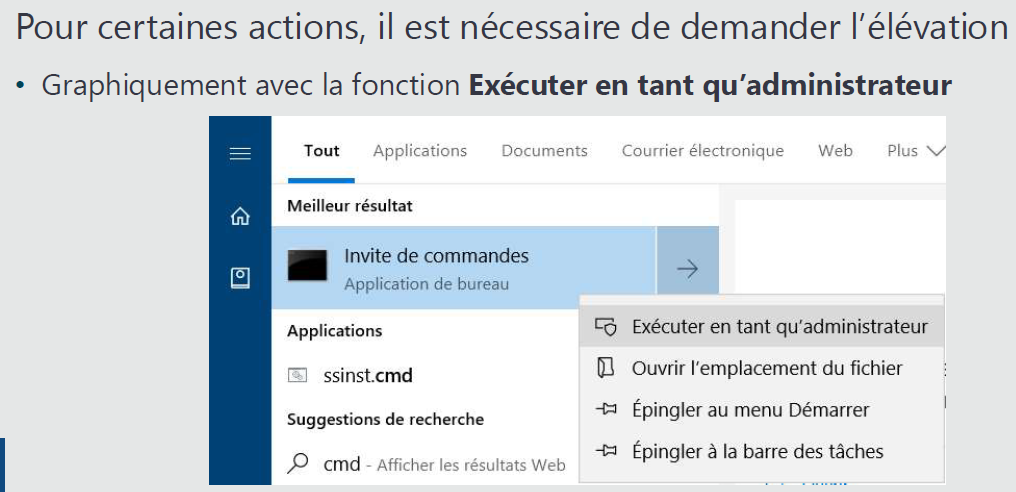 Pour certaines actions, il est nécessaire de demander l'élévation
• Graphiquement avec la fonction Exécuter en tant qu'administrateur
Tout Applications Documents Courrier électronique Web Plus
Meilleur résultat
Invite de commandes
Application de bureau
Applications
ssinst.cmd
Suggestions de recherche
cmd - Afficher les résultats Web
Exécuter en tant qu'administrateur
Ouvrir l'emplacement du fichier
Épingler au menu Démarrer
Épingler à la barre des tâches